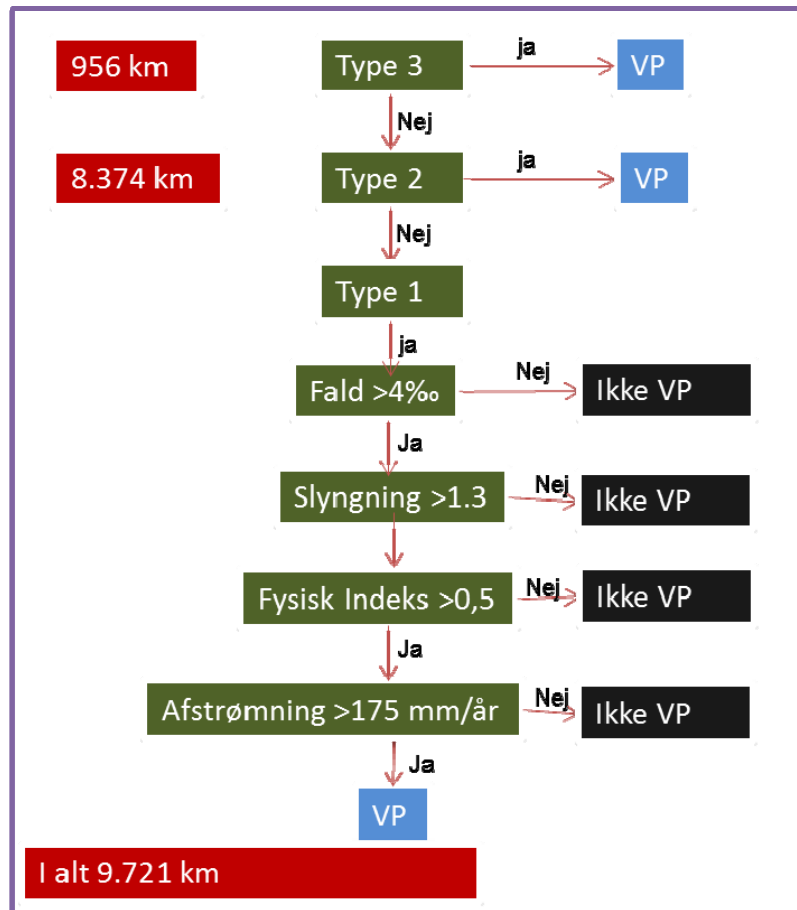 956 km
Type 3
ja
VP
Nej
8.374 km
Type 2
ja
VP
Nej
Type 1
ja
Fald >4‰
Nej
Ikke VP
Ja
Slyngning >1.3
Nej
Ikke VP
Fysisk Indeks >0,5
Nej
Ikke VP
Ja
Afstrømning >175 mm/år
Nej
Ikke VP
Ja
VP
I alt 9.721 km